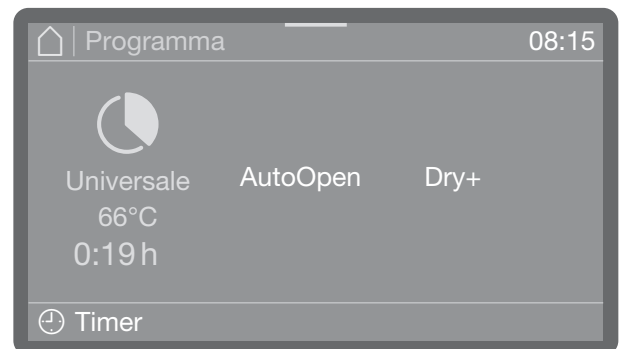 Programma 08:15
Universale AutoOpen Dry+
66°C
0:19 h
Timer